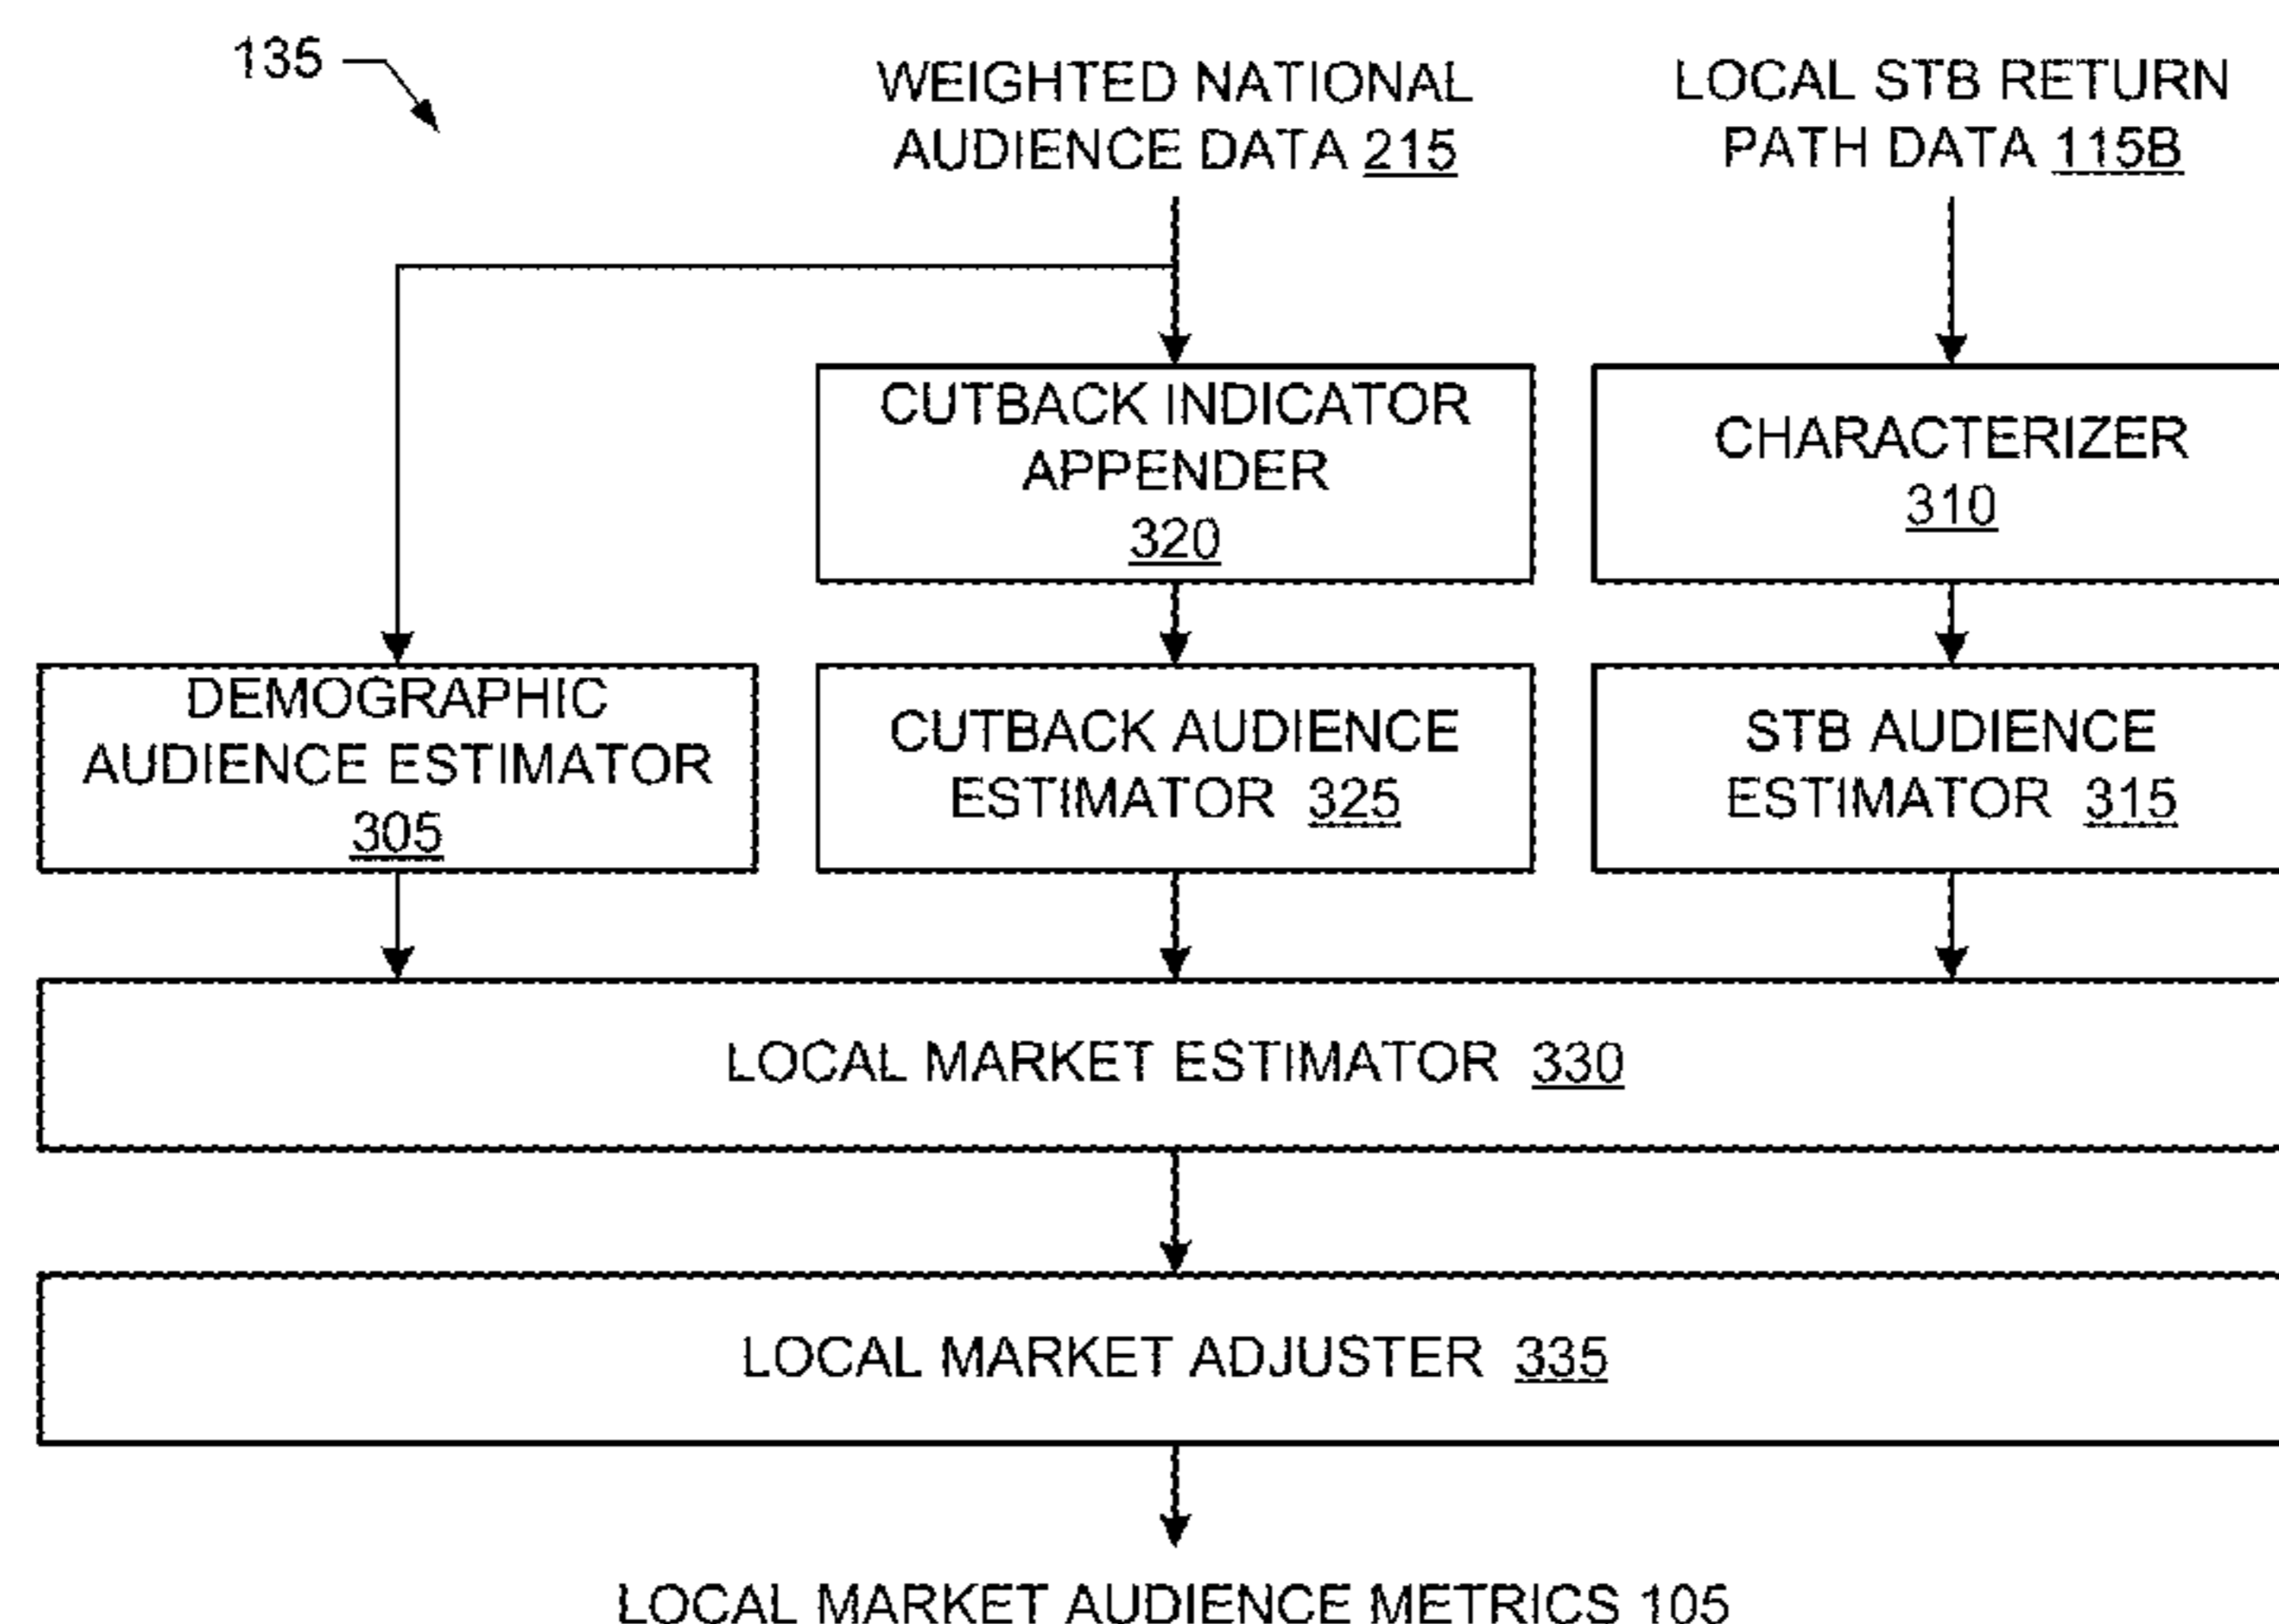 135
WEIGHTED NATIONAL
AUDIENCE DATA 215
LOCAL STB RETURN
PATH DATA 115B
CUTBACK INDICATOR
APPENDER
320
CHARACTERIZER
310
DEMOGRAPHIC
AUDIENCE ESTIMATOR
305
CUTBACK AUDIENCE
ESTIMATOR 325
STB AUDIENCE
ESTIMATOR 315
LOCAL MARKET ESTIMATOR 330
LOCAL MARKET ADJUSTER 335
LOCAL MARKET AUDIENCE METRICS 105